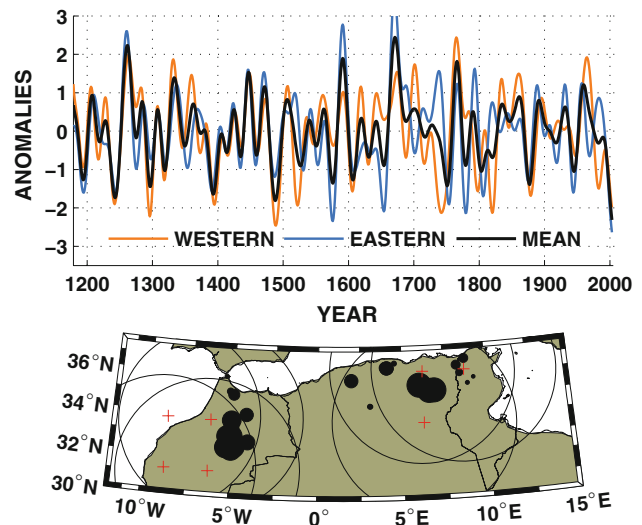 3
2
1
0
−1
−2
−3
ANOMALIES
WESTERN EASTERN MEAN
1200 1300 1400 1500 1600 1700 1800 1900 2000
YEAR
36°N
34°N
32°N
30°N
10°W 5°W 0° 5°E 10°E 15°E